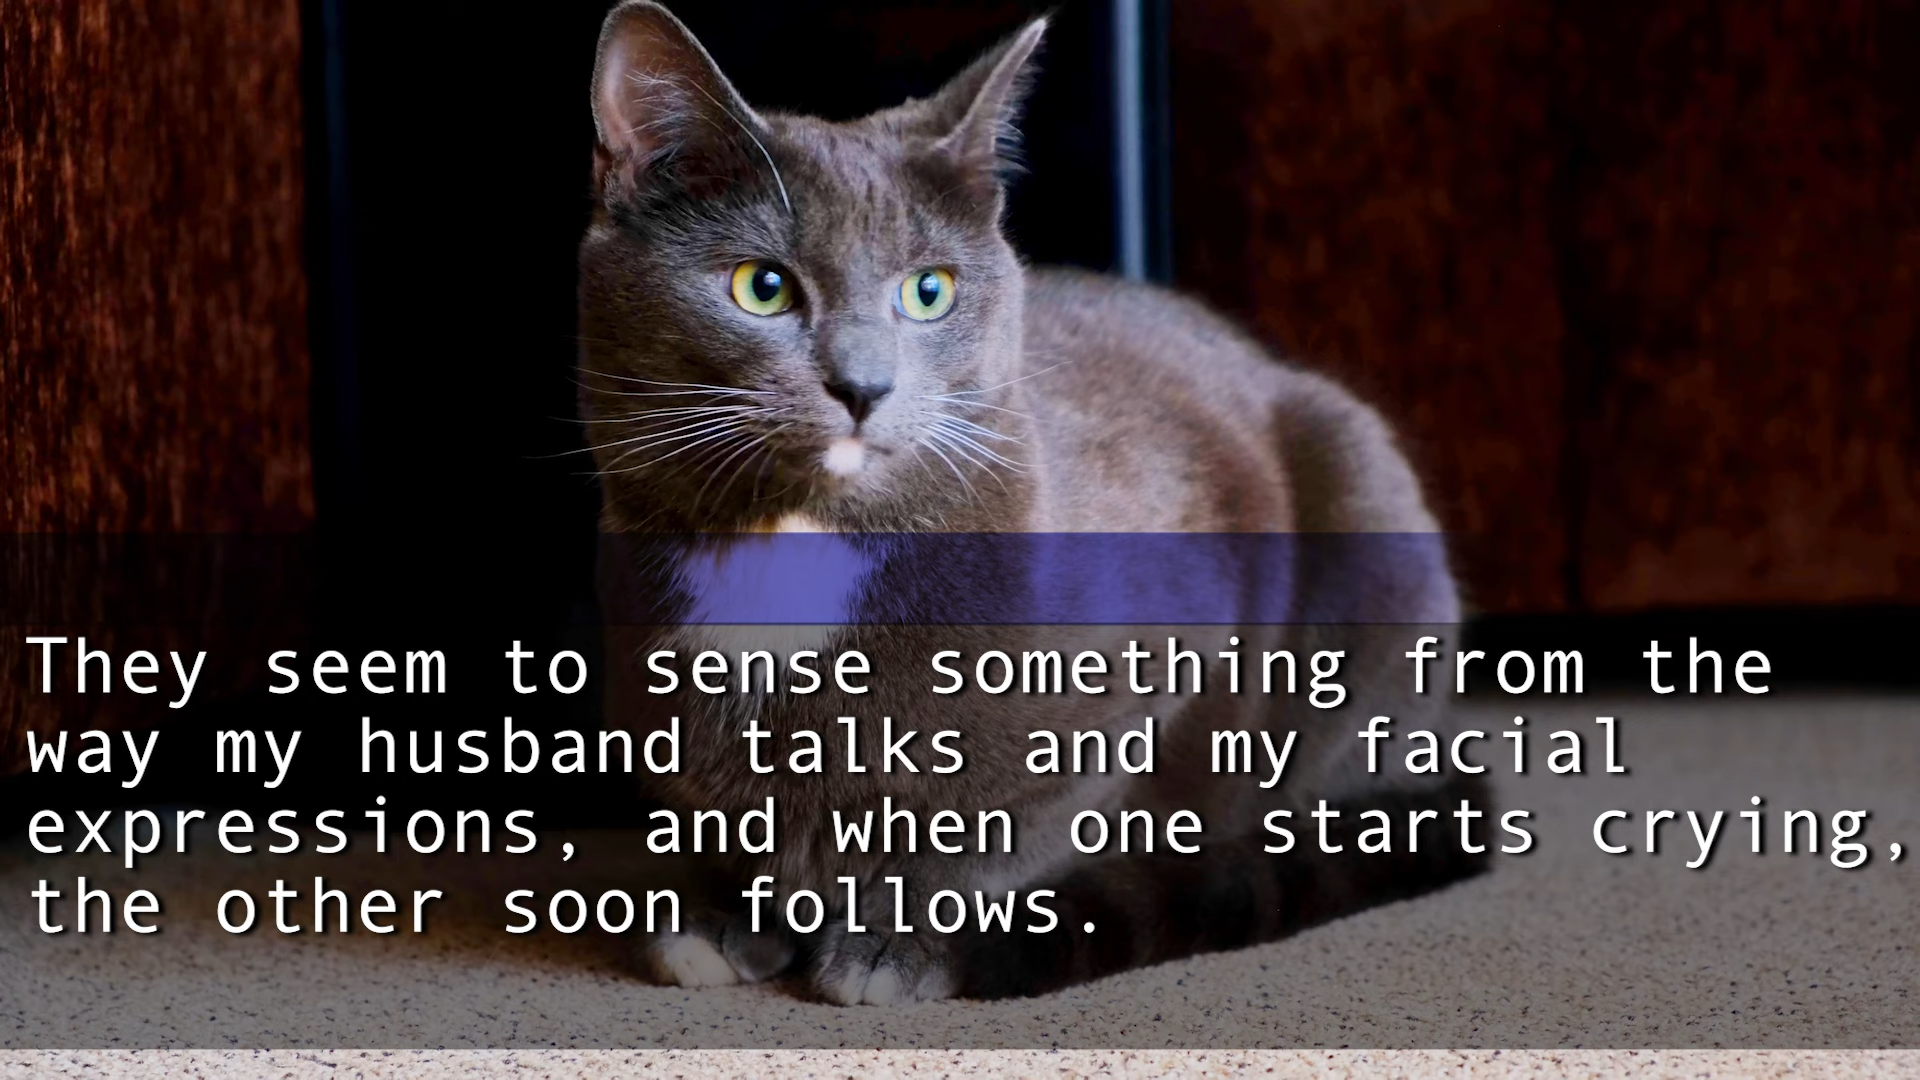 They seem to sense something from the
way my husband talks and my facial
expressions, and when one starts crying,
the other soon follows.